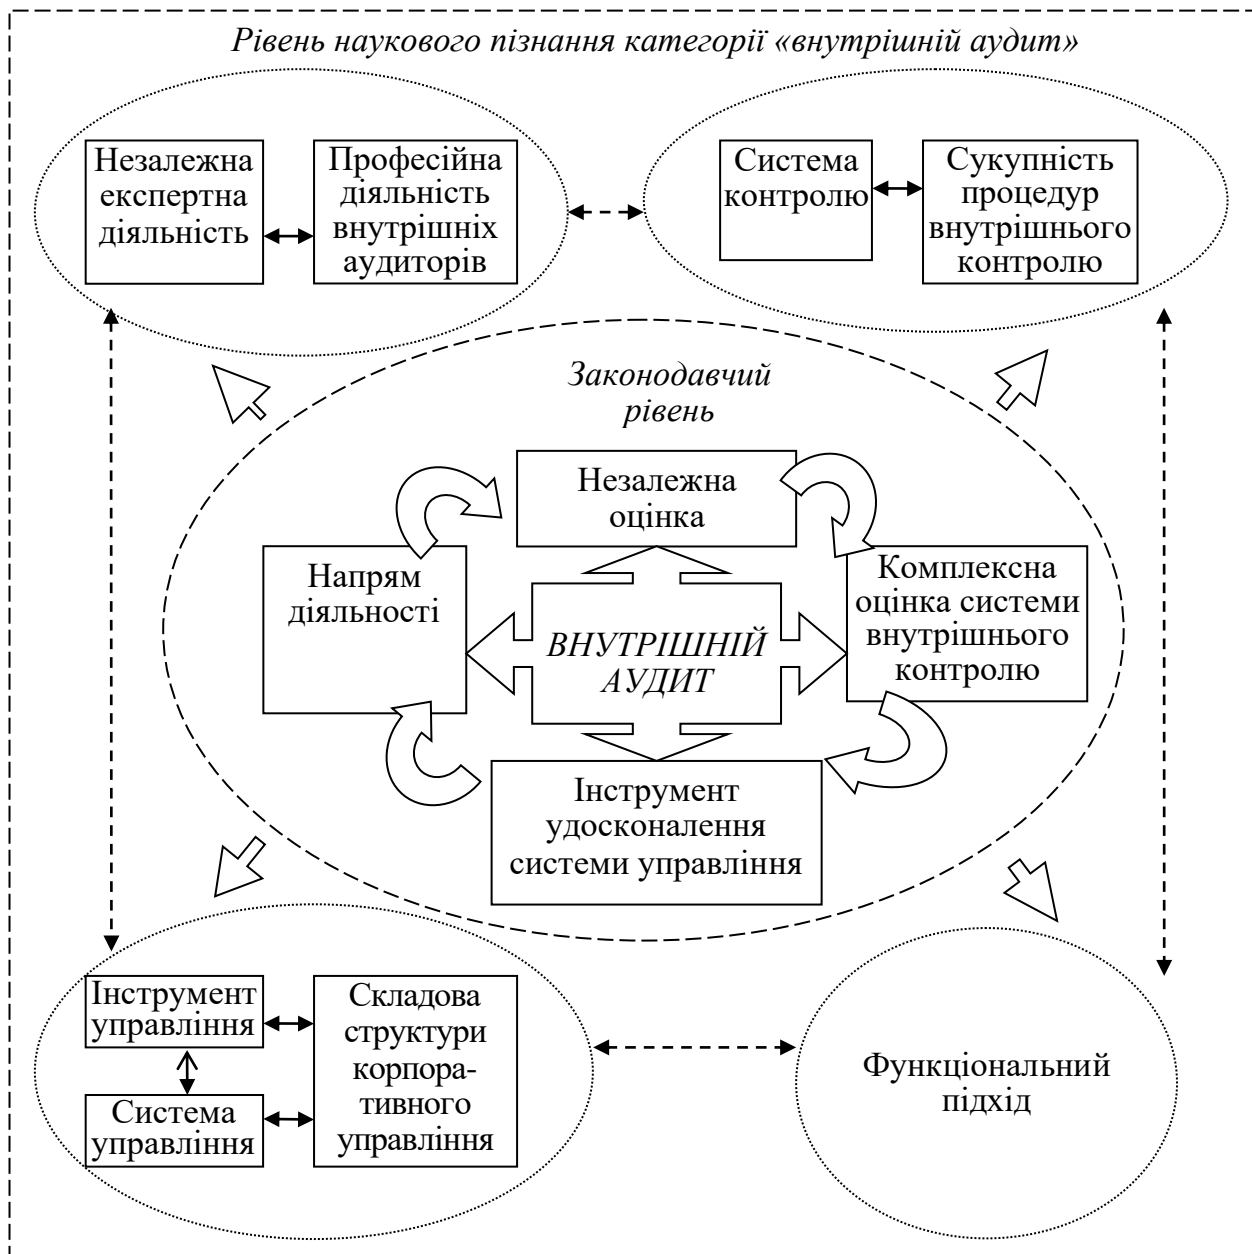 Рівень наукового пізнання категорії «внутрішній аудит»
Незалежна
експертна
діяльність
Професійна
діяльність
внутрішніх
аудиторів
Система
контролю
Сукупність
процедур
внутрішнього
контролю
Законодавчий
рівень
Незалежна
оцінка
Напрям
діяльності
ВНУТРІШНІЙ
АУДИТ
Комплексна
оцінка системи
внутрішнього
контролю
Інструмент
удосконалення
системи управління
Інструмент
управління
Система
управління
Складова
структури
корпора-
тивного
управління
Функціональний
підхід